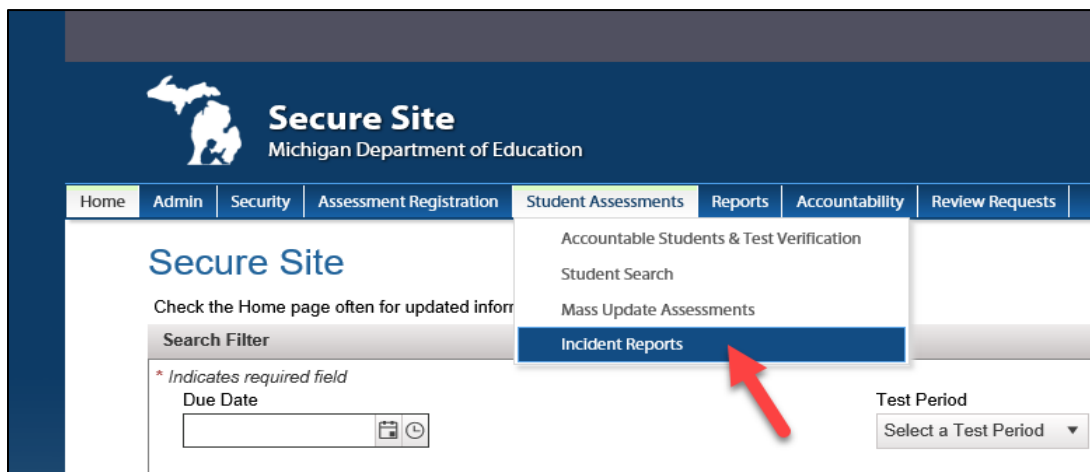 Secure Site
Michigan Department of Education
Home Admin Security Assessment Registration Student Assessments Reports Accountability Review Requests
Accountable Students & Test Verification
Student Search
Mass Update Assessments
Incident Reports
Secure Site
Check the Home page often for updated infor
Search Filter
* Indicates required field
Due Date
Test Period
Select a Test Period